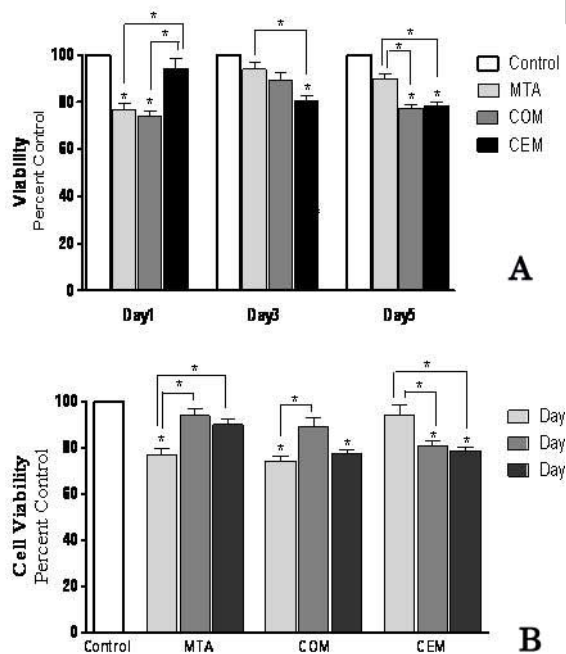 Viability
Percent Control
100
80
60
40
20
0
*
*
*
*
*
*
*
*
*
*
*
Day1
Day3
Day5
Control
MTA
COM
CEM
A
Cell Viability
Percent Control
100
80
60
40
20
0
*
*
*
*
*
*
*
*
*
*
Control
MTA
COM
CEM
Day
Day
Day
B